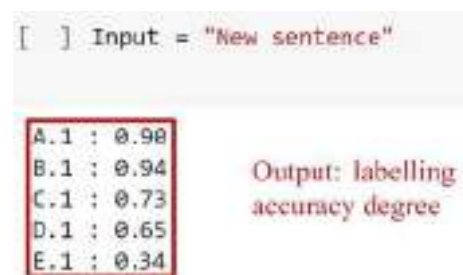 [ ] Input = "New sentence"
A.1 : 0.90
B.1 : 0.94
C.1 : 0.73
D.1 : 0.65
E.1 : 0.34
Output: labelling
accuracy degree